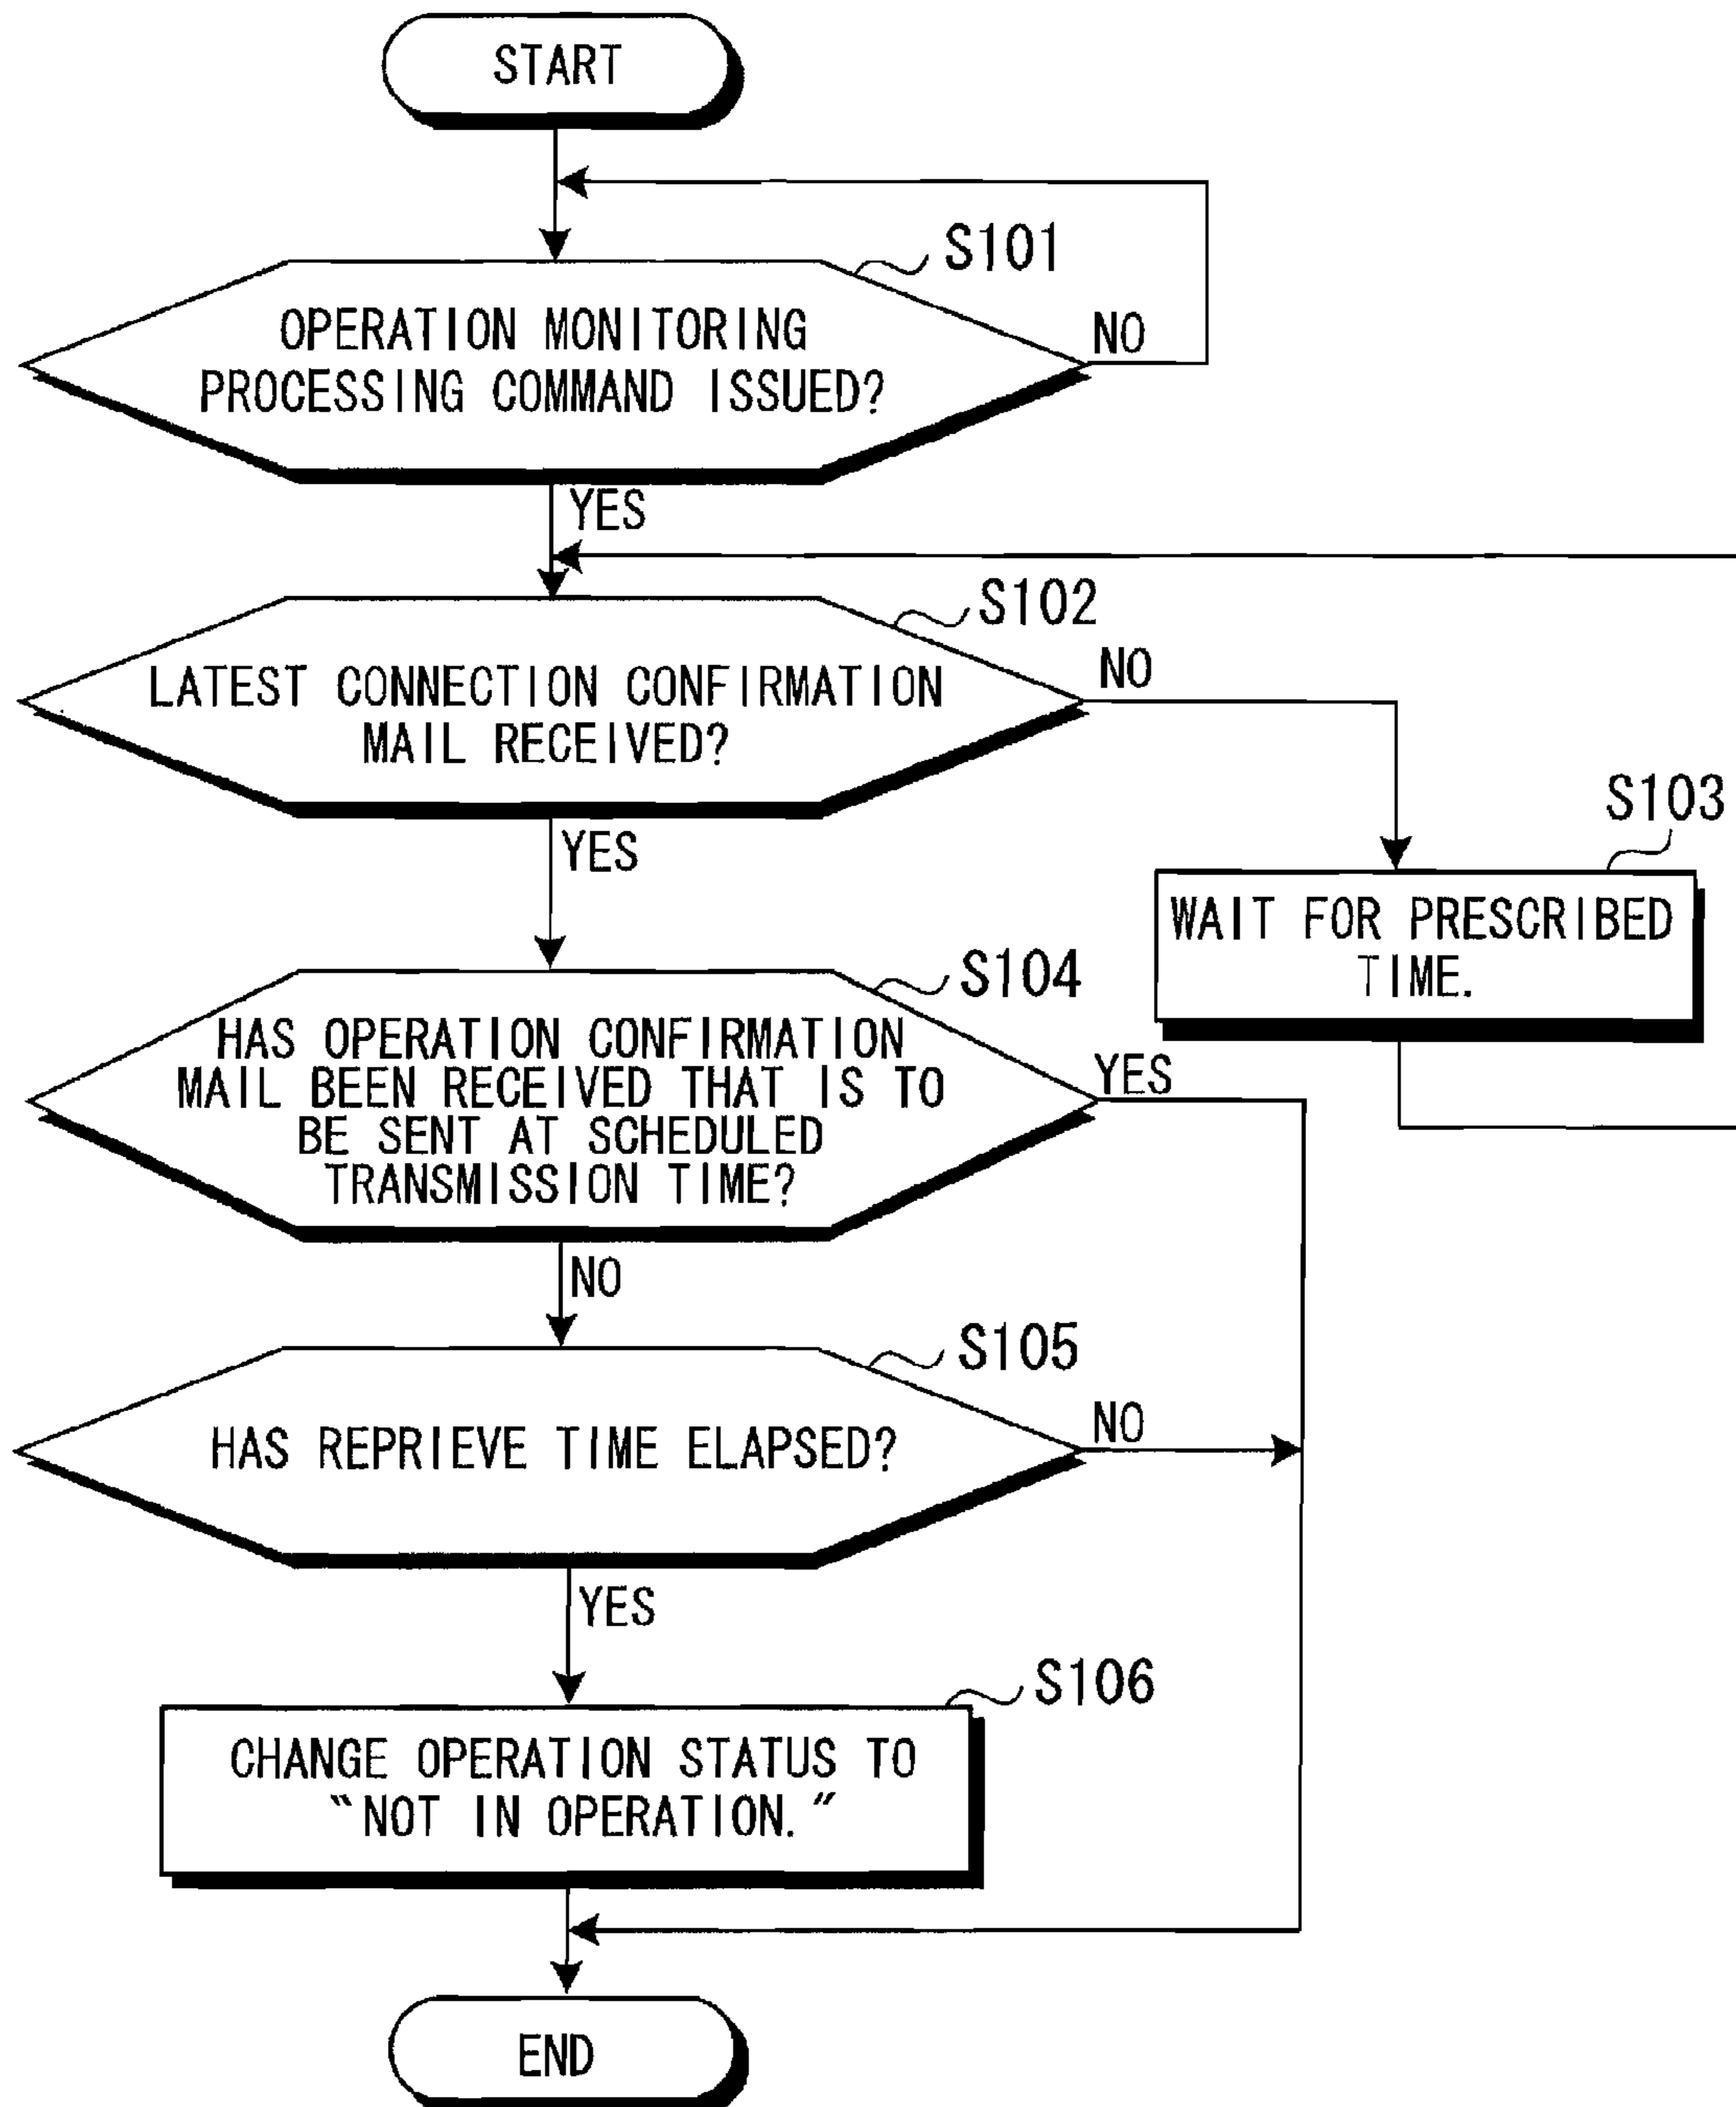 START
S101
OPERATION MONITORING
PROCESSING COMMAND ISSUED?
NO
YES
S102
LATEST CONNECTION CONFIRMATION
MAIL RECEIVED?
NO
YES
S103
WAIT FOR PRESCRIBED
TIME.
S104
HAS OPERATION CONFIRMATION
MAIL BEEN RECEIVED THAT IS TO
BE SENT AT SCHEDULED
TRANSMISSION TIME?
YES
NO
S105
HAS REPRIEVE TIME ELAPSED?
NO
YES
S106
CHANGE OPERATION STATUS TO
“NOT IN OPERATION.”
END